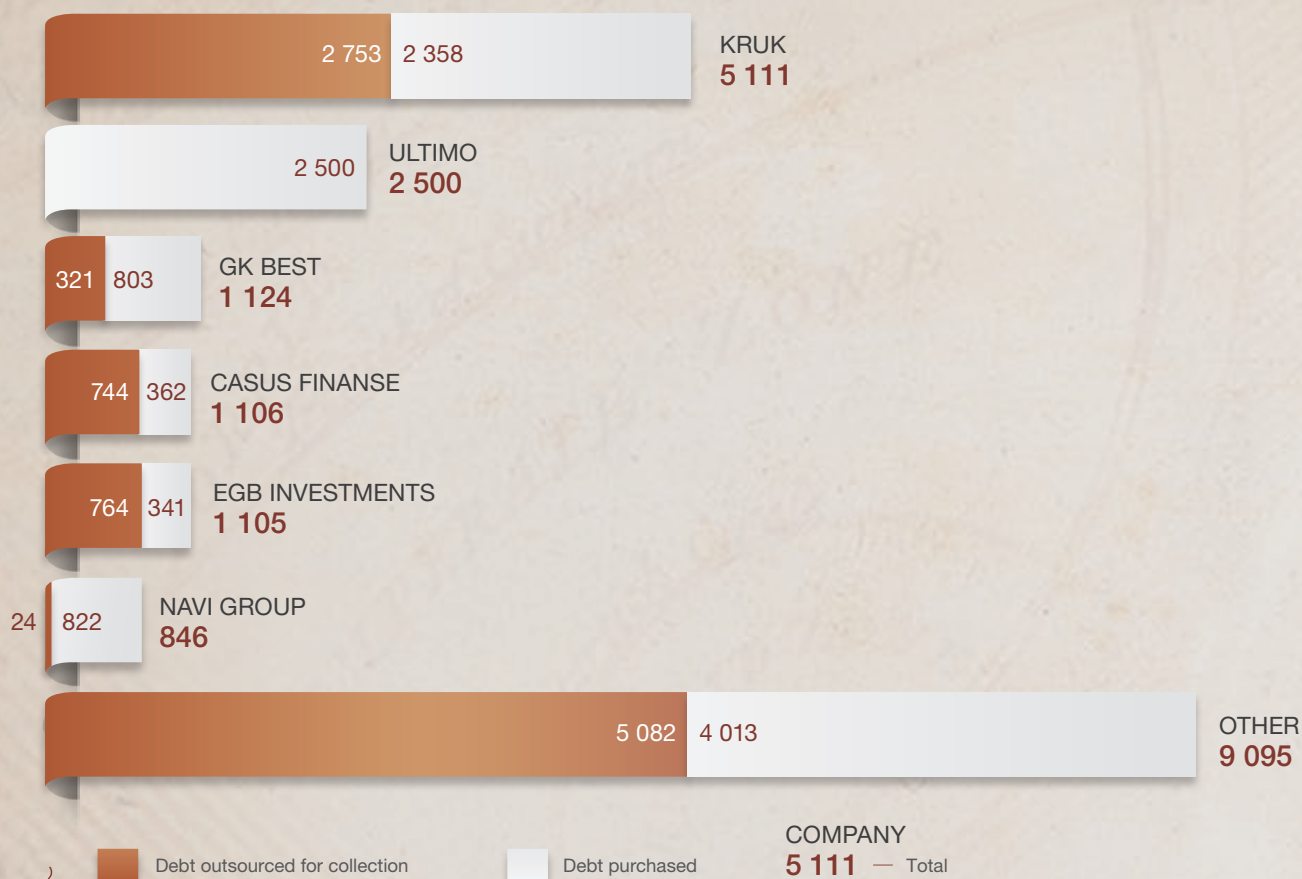 2 753 2 358 KRUK
5 111
2 500 ULTIMO
2 500
321 803 GK BEST
1 124
744 362 CASUS FINANSE
1 106
764 341 EGB INVESTMENTS
1 105
24 822 NAVI GROUP
846
5 082 4 013 OTHER
9 095
COMPANY
Debt outsourced for collection Debt purchased 5 111 — Total